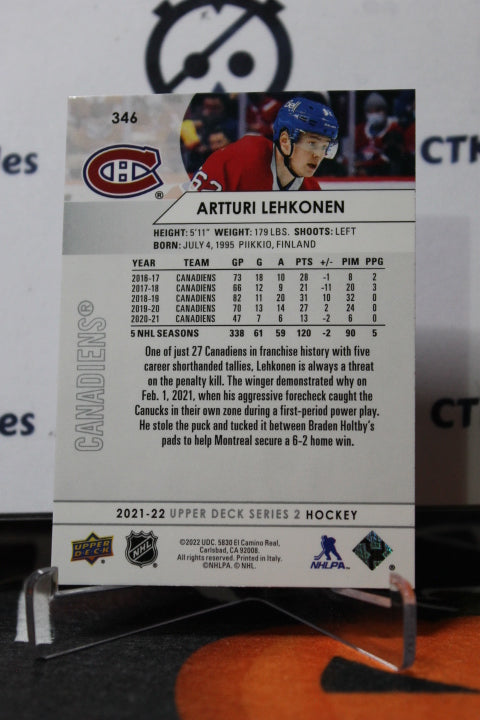 346
les
CTK
ARTTURI LEHKONEN
HEIGHT: 5'11" WEIGHT: 179 LBS. SHOOTS: LEFT
BORN: JULY 4, 1995 PIIKKIO, FINLAND
YEAR TEAM GP G A PTS +/- PIM PPG
2016-17 CANADIENS 73 18 10 28 -1 8 2
2017-18 CANADIENS 66 12 9 21 -11 20 3
2018-19 CANADIENS 82 11 20 31 10 32 0
2019-20 CANADIENS 70 13 14 27 2 24 0
2020-21 CANADIENS 47 7 6 13 -2 6 0
5 NHL SEASONS 338 61 59 120 -2 90 5
CANADIENS®
One of just 27 Canadiens in franchise history with five
career shorthanded tallies, Lehkonen is always a threat
on the penalty kill. The winger demonstrated why on
Feb. 1, 2021, when his aggressive forecheck caught the
Canucks in their own zone during a first-period power play.
He stole the puck and tucked it between Braden Holtby's
pads to help Montreal secure a 6-2 home win.
es
CTK
2021-22 UPPER DECK SERIES 2 HOCKEY
UPPER DECK
NHL
©2022 UDC. 5830 El Camino Real,
Carlsbad, CA 92008.
All rights reserved. Printed in Italy.
©NHLPA. © NHL.
NHLPA